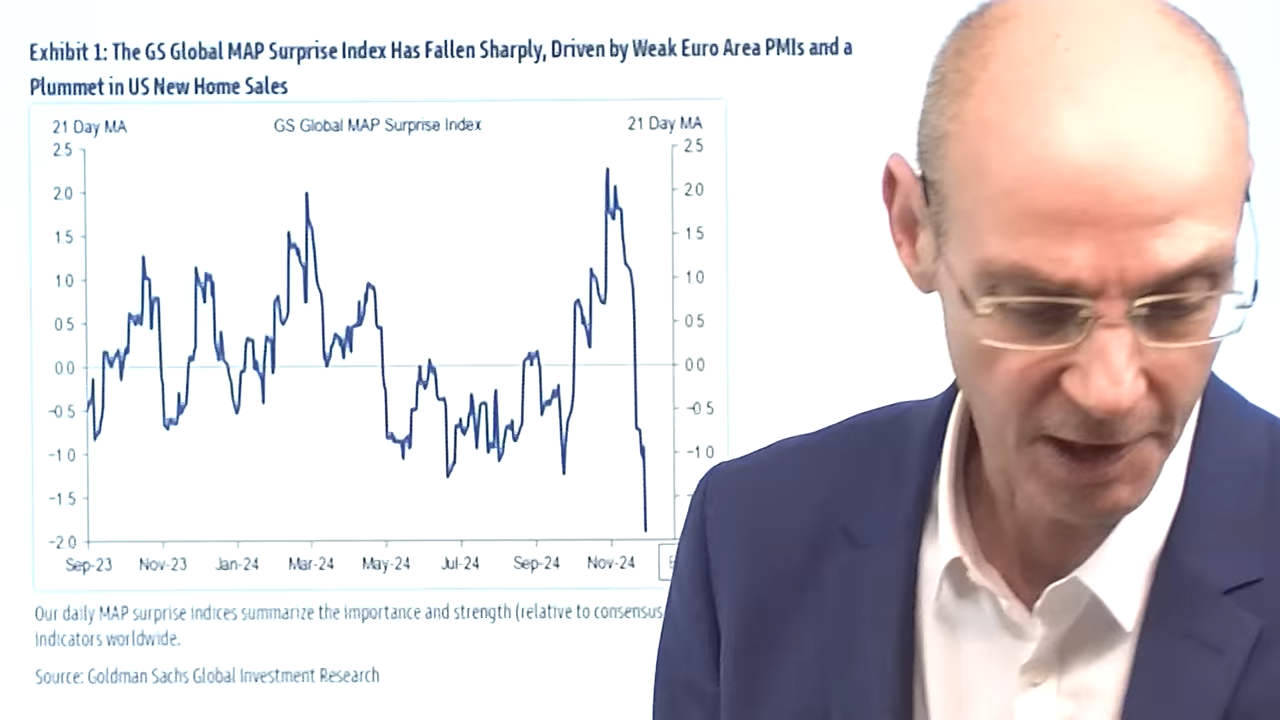 Exhibit 1: The GS Global MAP Surprise Index Has Fallen Sharply, Driven by Weak Euro Area PMIs and a
Plummet in US New Home Sales
21 Day MA GS Global MAP Surprise Index 21 Day MA
2.5 2.5
2.0 2.0
1.5 1.5
1.0 1.0
0.5 0.5
0.0 0.0
-0.5 -0.5
-1.0 -1.0
-1.5
-2.0
Sep-23 Nov-23 Jan-24 Mar-24 May-24 Jul-24 Sep-24 Nov-24
Our daily MAP surprise indices summarize the importance and strength (relative to consensus
indicators worldwide.
Source: Goldman Sachs Global Investment Research